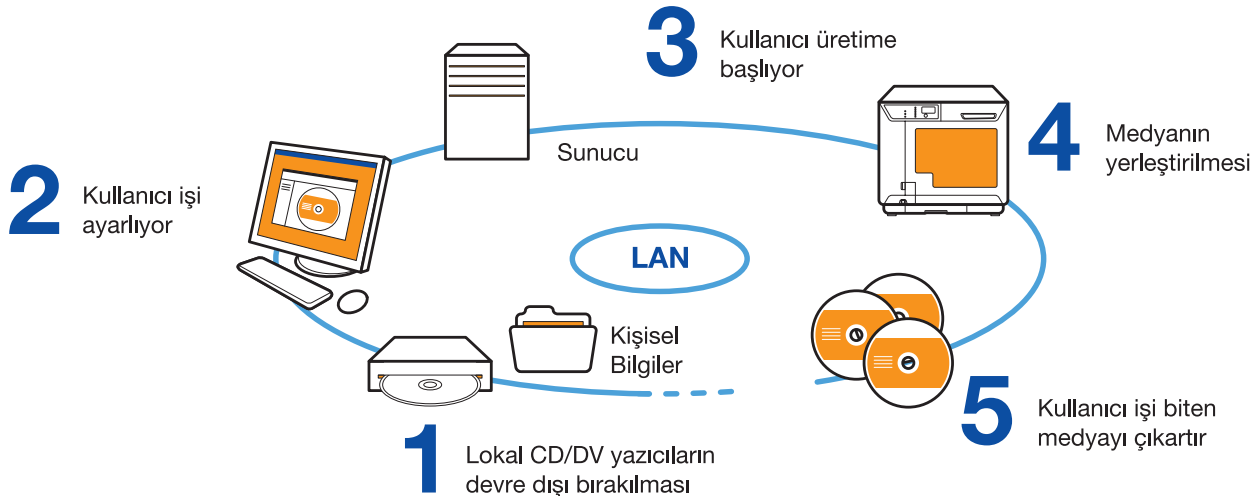 1
Lokal CD/DV yazıcıların
devre dışı bırakılması
2
Kullanıcı işi
ayarlıyor
3
Kullanıcı üretime
başlıyor
4
Medyanın
yerleştirilmesi
5
Kullanıcı işi biten
medyayı çıkartır
Sunucu
LAN
Kişisel
Bilgiler